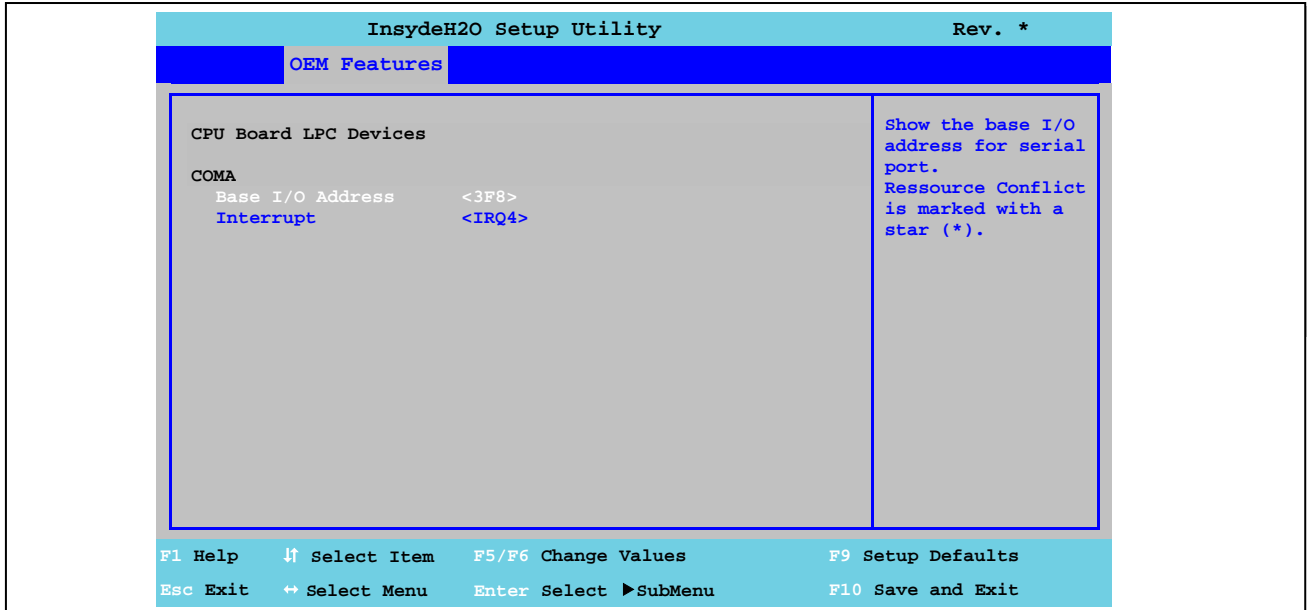 InsydeH2O Setup Utility Rev. *
OEM Features
CPU Board LPC Devices
COMA
Base I/O Address <3F8>
Interrupt <IRQ4>
Show the base I/O
address for serial
port.
Ressource Conflict
is marked with a
star (*).
F1 Help ↓↑ Select Item F5/F6 Change Values F9 Setup Defaults
Esc Exit ↔ Select Menu Enter Select ▶SubMenu F10 Save and Exit